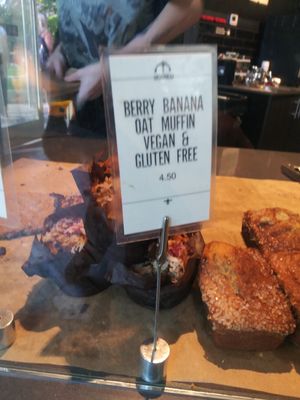 BERRY BANANA
OAT MUFFIN
VEGAN &
GLUTEN FREE
4.50